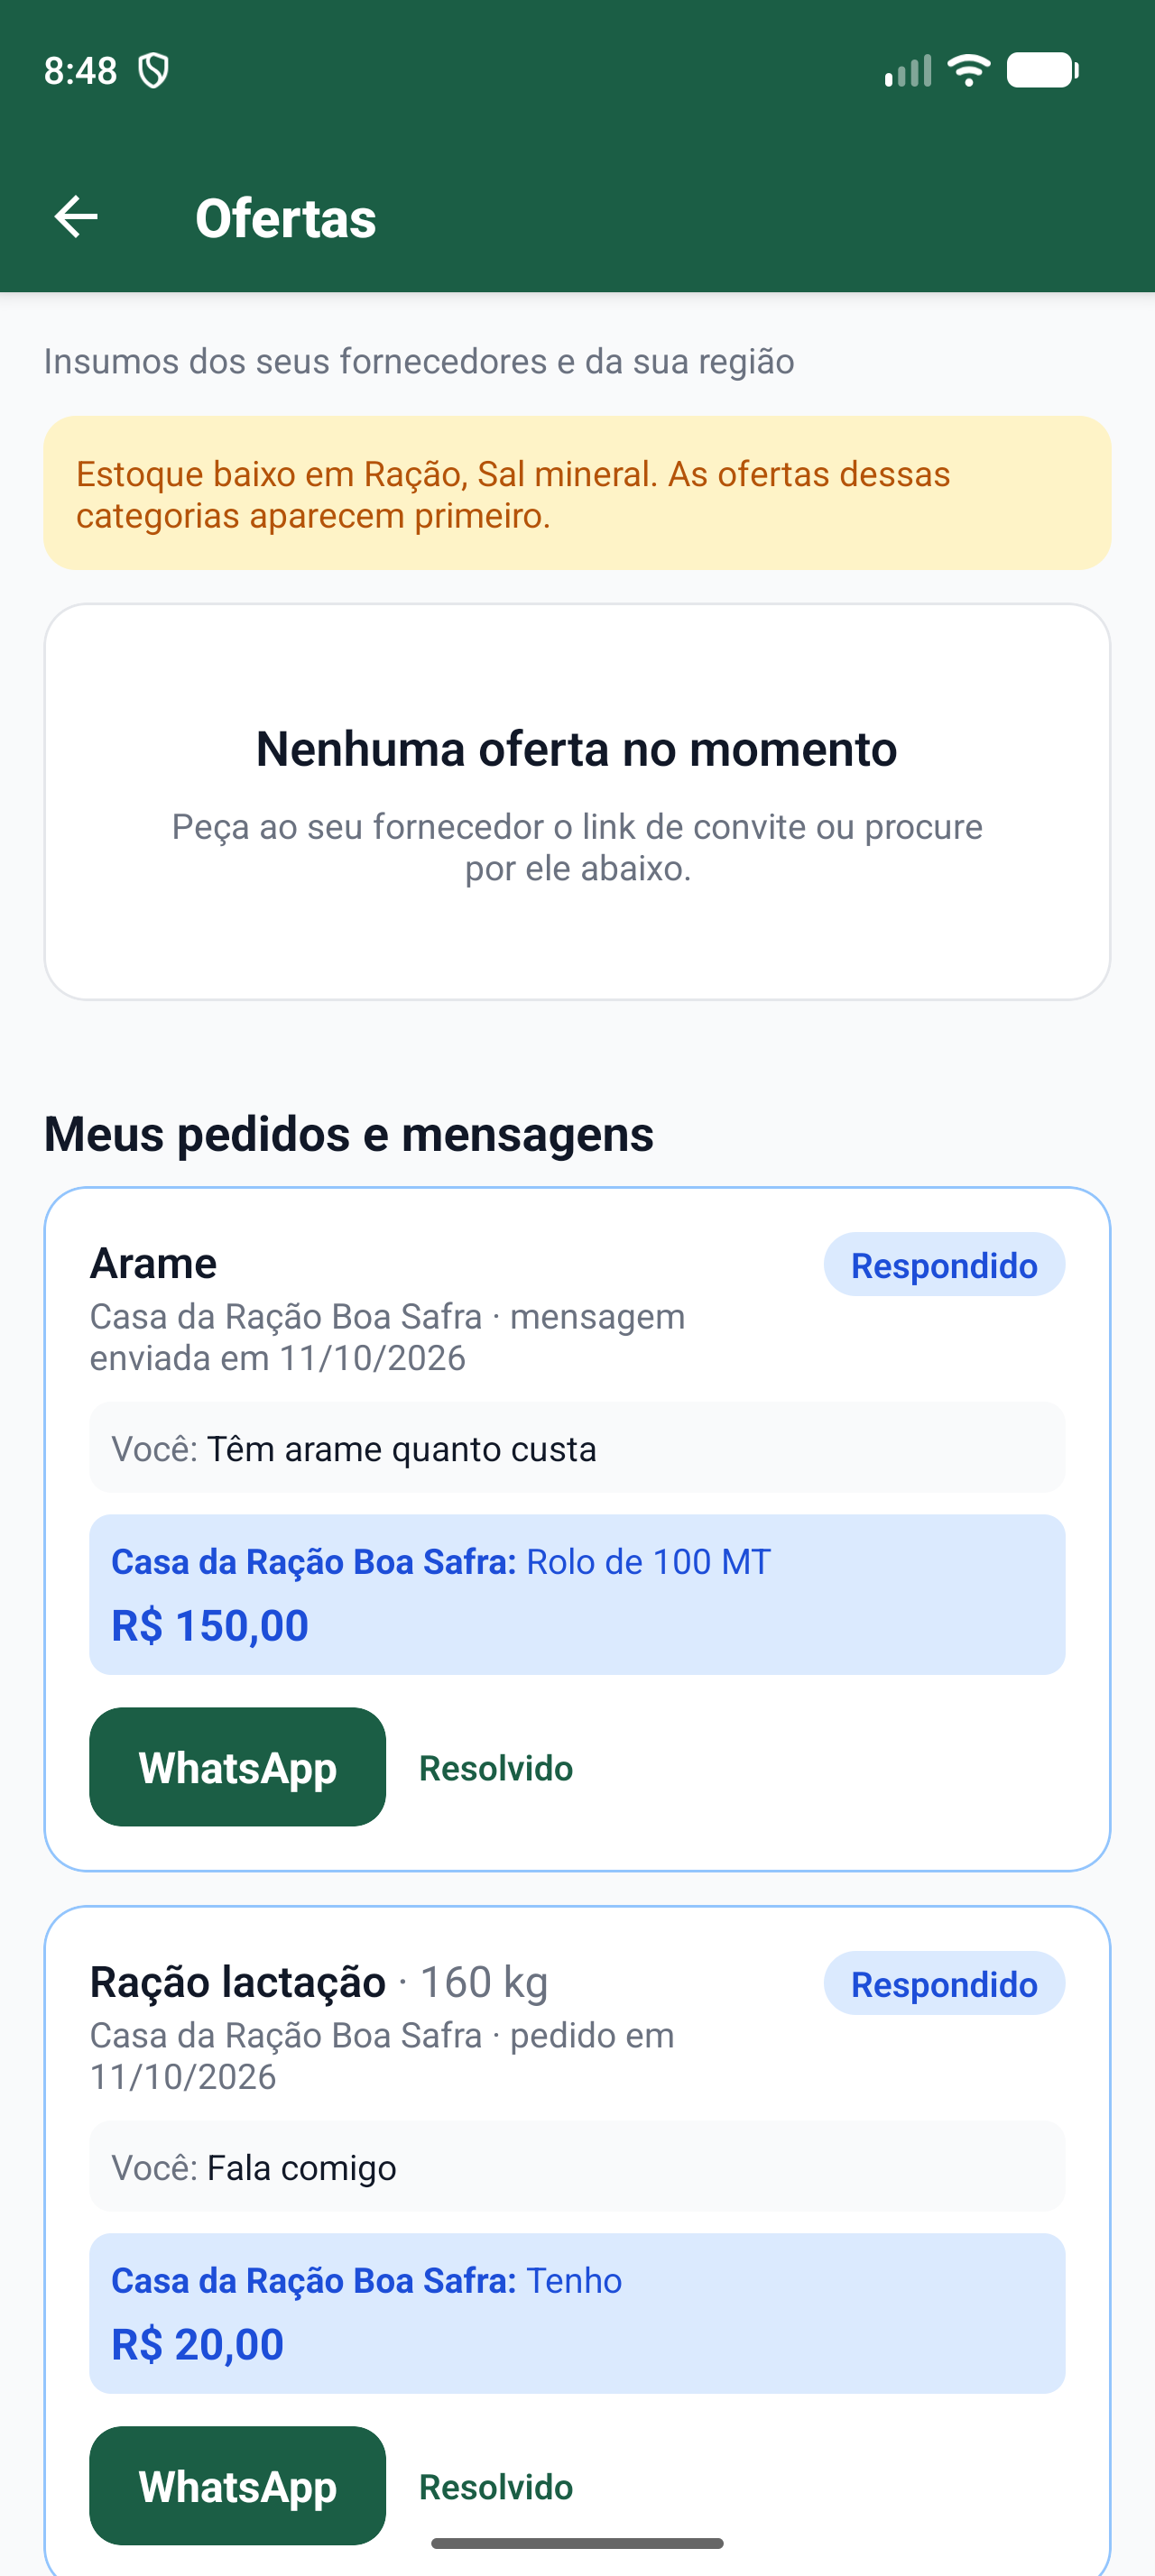 8:48
Ofertas
Insumos dos seus fornecedores e da sua região
Estoque baixo em Ração, Sal mineral. As ofertas dessas
categorias aparecem primeiro.
Nenhuma oferta no momento
Peça ao seu fornecedor o link de convite ou procure
por ele abaixo.
Meus pedidos e mensagens
Arame
Respondido
Casa da Ração Boa Safra · mensagem
enviada em 11/10/2026
Você: Têm arame quanto custa
Casa da Ração Boa Safra: Rolo de 100 MT
R$ 150,00
WhatsApp
Resolvido
Ração lactação · 160 kg
Respondido
Casa da Ração Boa Safra · pedido em
11/10/2026
Você: Fala comigo
Casa da Ração Boa Safra: Tenho
R$ 20,00
WhatsApp
Resolvido